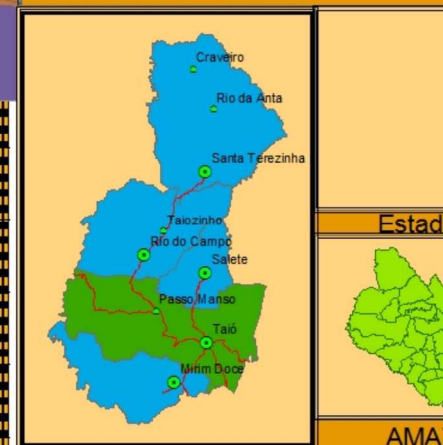 Craveiro
Rio da Anta
Santa Terezinha
Taiozinho
Rio do Campo
Salete
Passo Manso
Taió
Mirim Doce
Estad
AMA